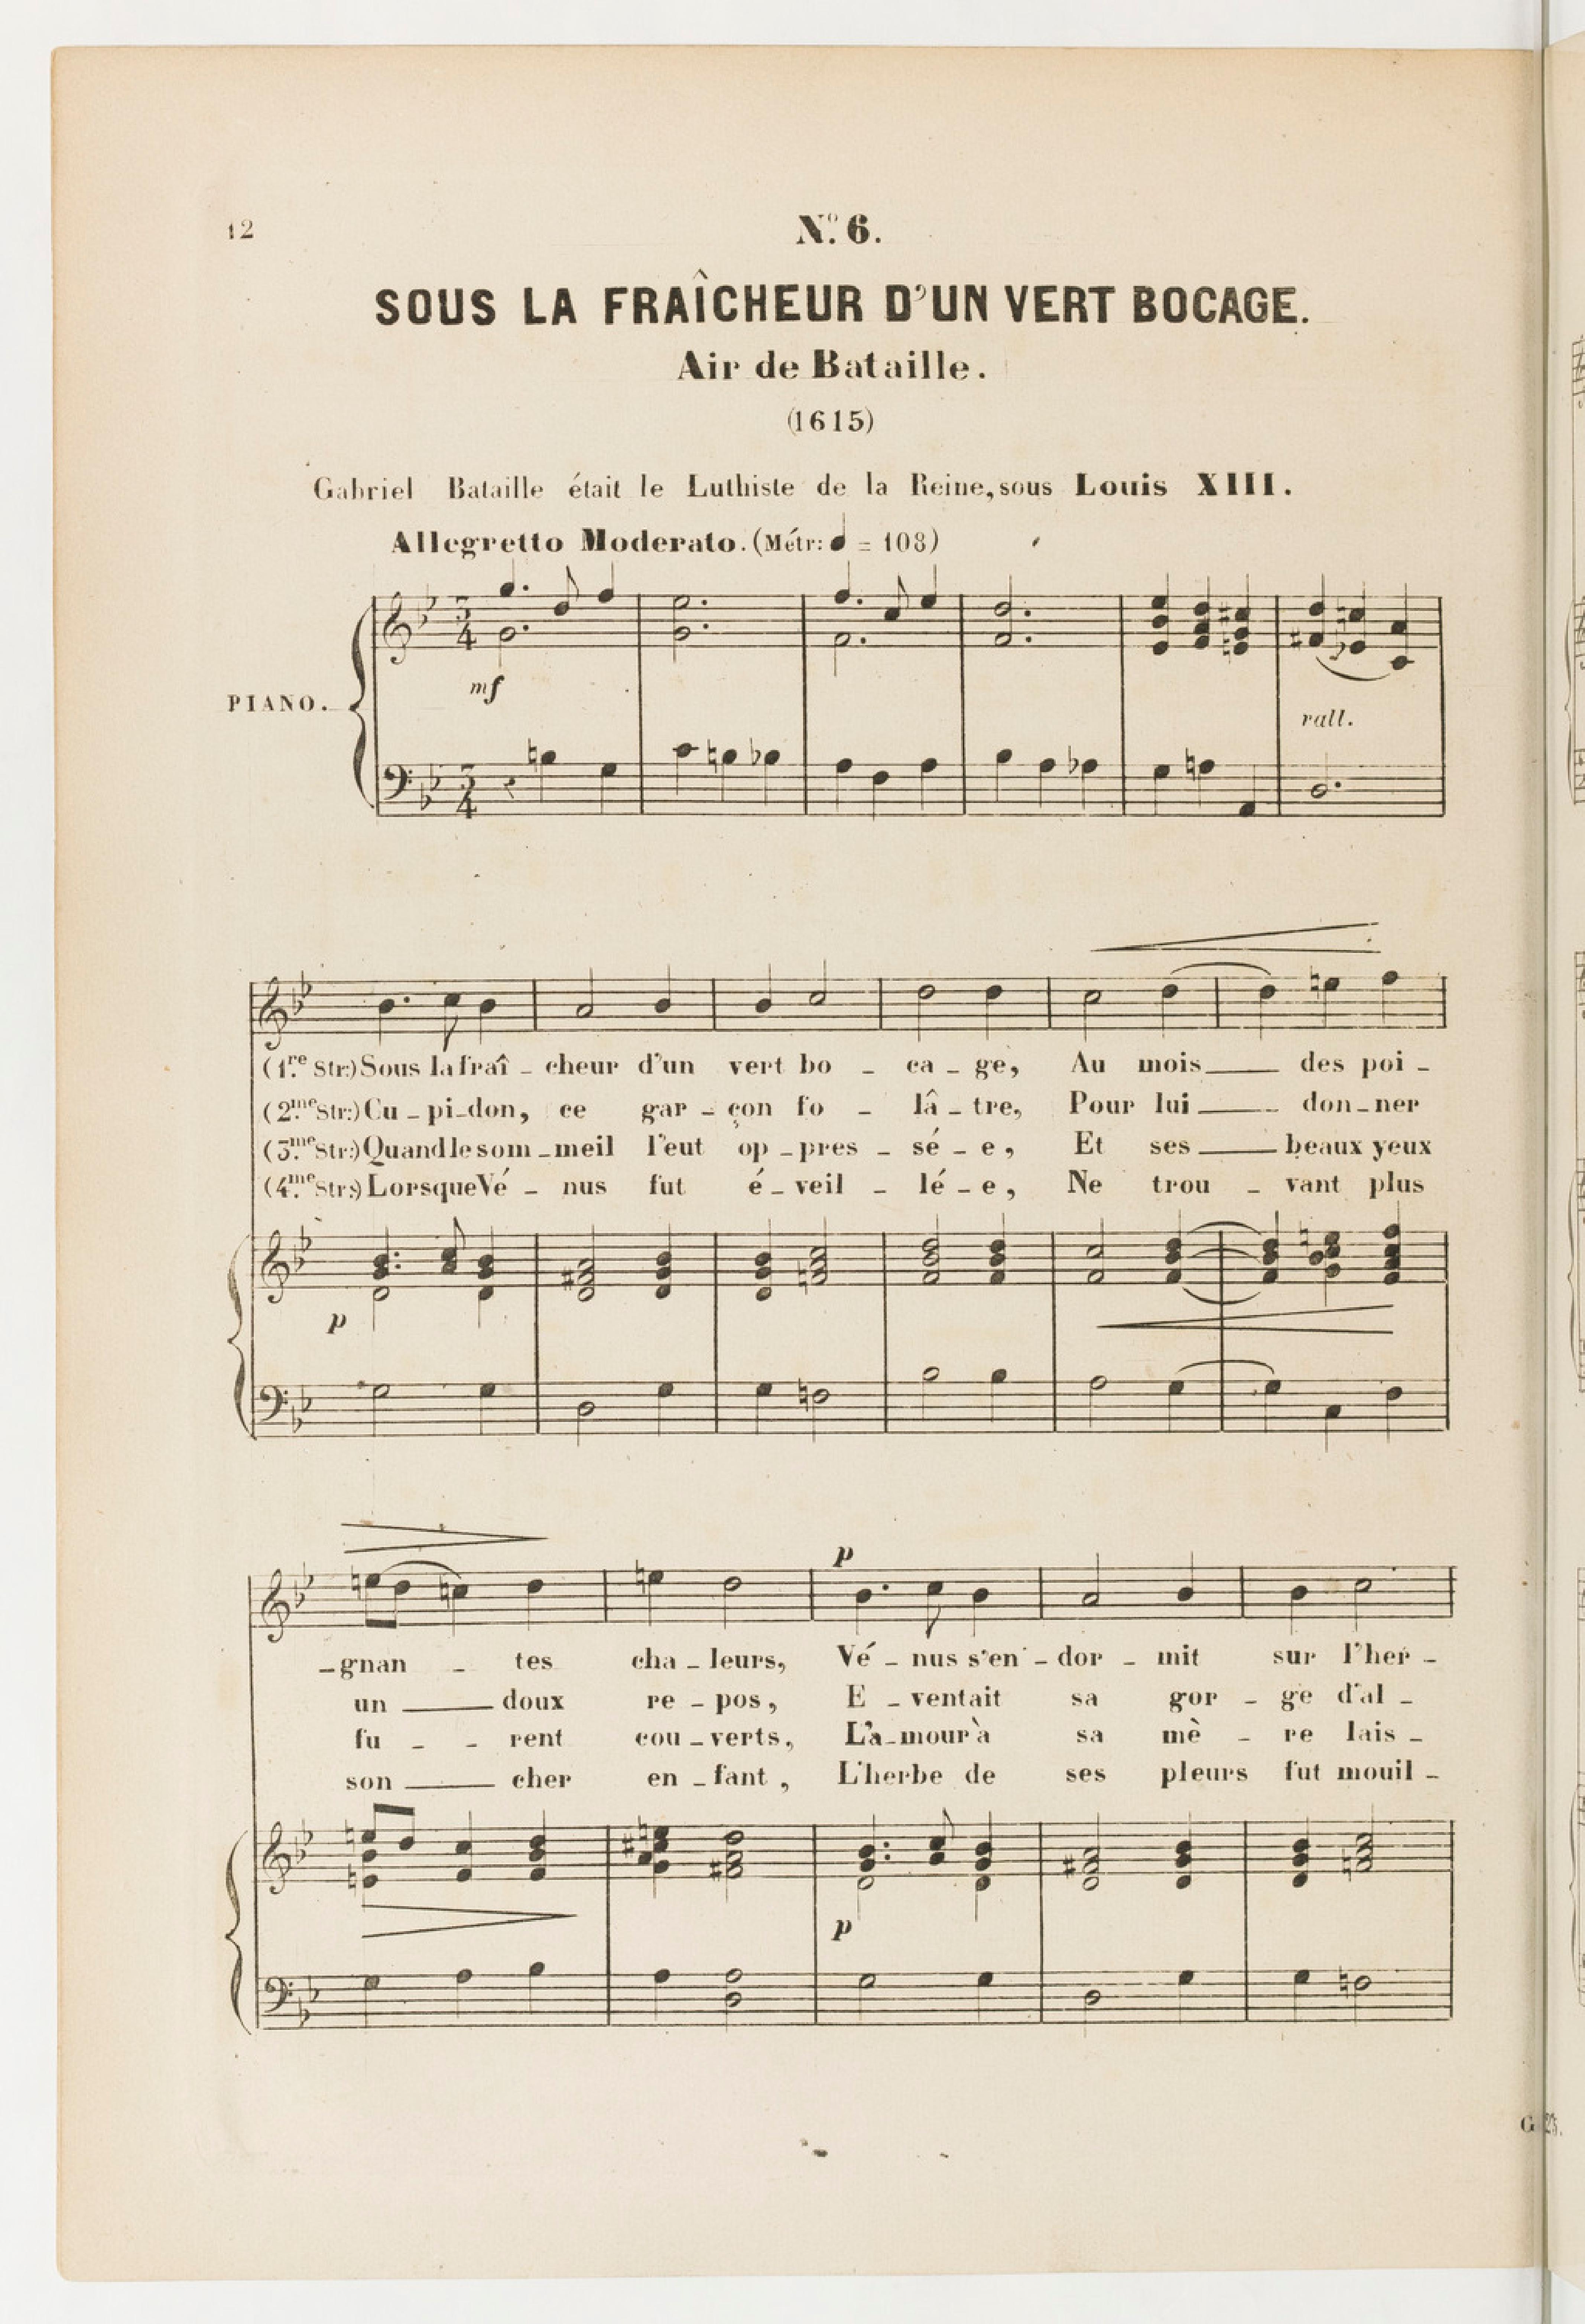 12
Nº. 6.
SOUS LA FRAÎCHEUR D'UN VERT BOCAGE.
Air de Bataille.
(1615)
Gabriel Bataille était le Luthiste de la Reine, sous Louis XIII.
Allegretto Moderato. (Métr: ♩ = 108)
3
4
mf
PIANO.
rall.
3
4
(1.re Str:) Sous la fraî - cheur d'un vert bo - ca - ge, Au mois des poi -
(2.me Str:) Cu - pi - don, ce gar - çon fo - lâ - tre, Pour lui don - ner
(3.me Str:) Quand le som - meil l'eut op - pres - sé - e, Et ses beaux yeux
(4.me Str:) Lorsque Vé - nus fut é - veil - lé - e, Ne trou - vant plus
p
p
- gnan - tes cha - leurs, Vé - nus s'en - dor - mit sur l'her -
un doux re - pos, E - ventait sa gor - ge d'al -
fu - - rent cou - verts, L'a - mour à sa mè - re lais -
son cher en - fant, L'herbe de ses pleurs fut mouil -
p
G 25.